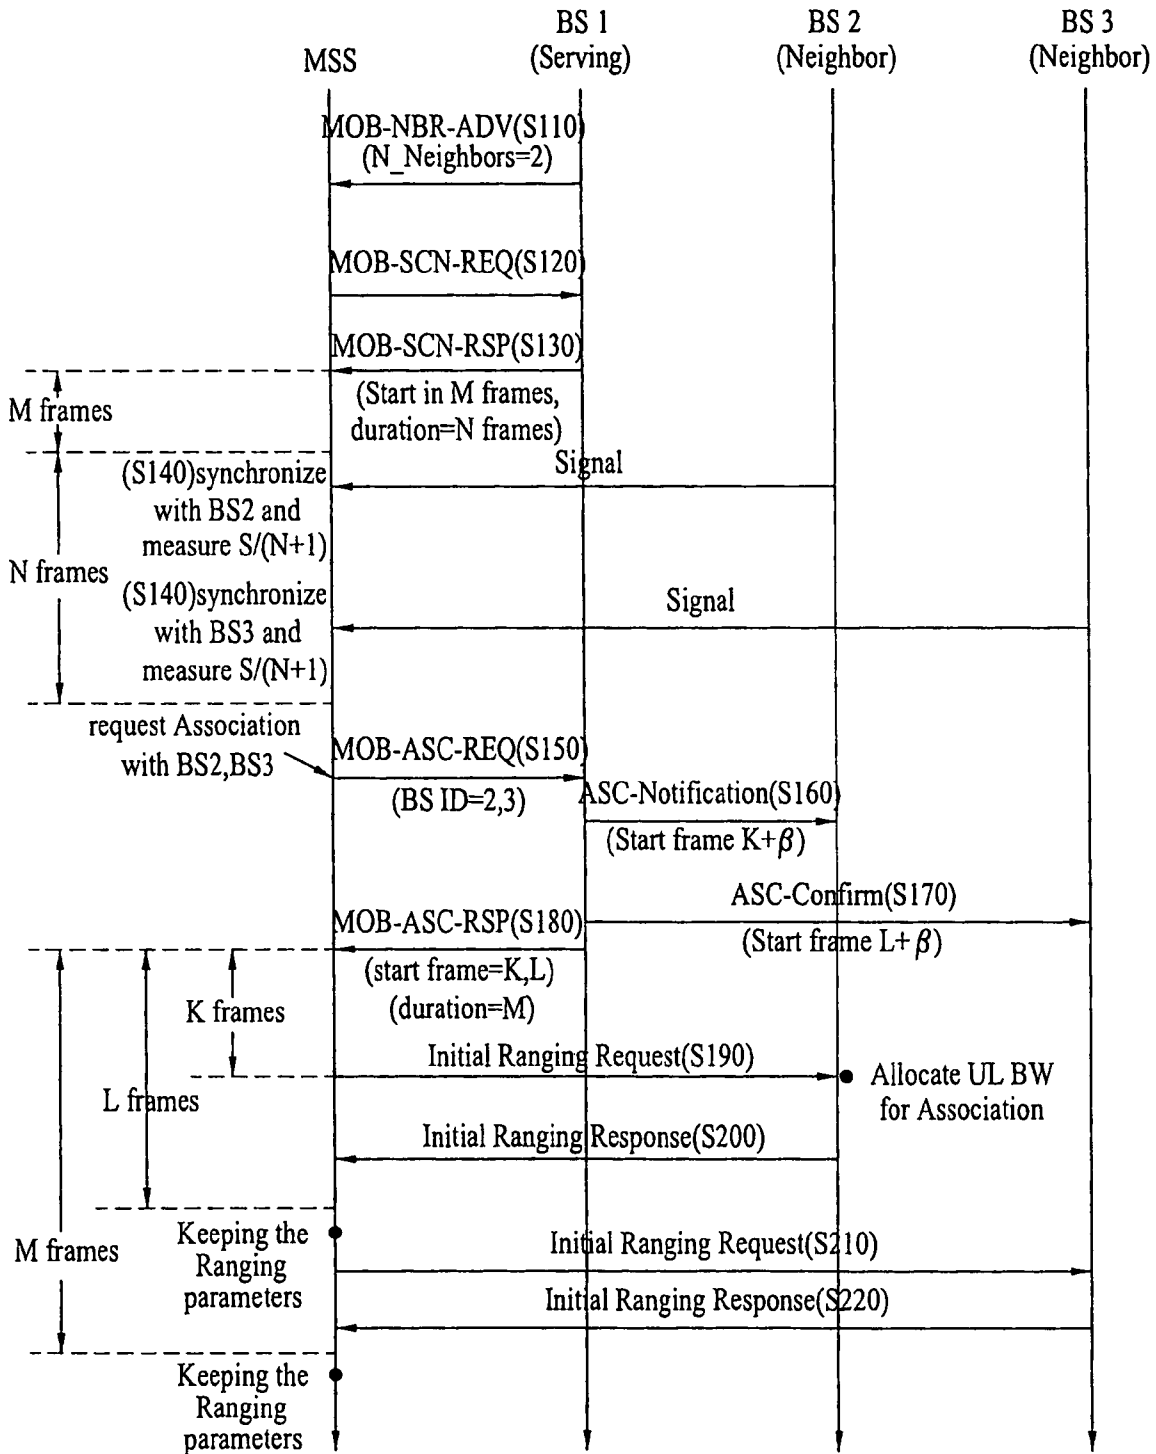 MSS
BS 1
(Serving)
BS 2
(Neighbor)
BS 3
(Neighbor)
MOB-NBR-ADV(S110)
(N_Neighbors=2)
MOB-SCN-REQ(S120)
MOB-SCN-RSP(S130)
(Start in M frames,
duration=N frames)
M frames
Signal
(S140)synchronize
with BS2 and
measure S/(N+1)
N frames
(S140)synchronize
with BS3 and
measure S/(N+1)
Signal
request Association
with BS2,BS3
MOB-ASC-REQ(S150)
(BS ID=2,3)
ASC-Notification(S160)
(Start frame K+β)
ASC-Confirm(S170)
(Start frame L+β)
MOB-ASC-RSP(S180)
(start frame=K,L)
(duration=M)
K frames
L frames
M frames
Initial Ranging Request(S190)
Allocate UL BW
for Association
Initial Ranging Response(S200)
Keeping the
Ranging
parameters
Initial Ranging Request(S210)
Initial Ranging Response(S220)
Keeping the
Ranging
parameters